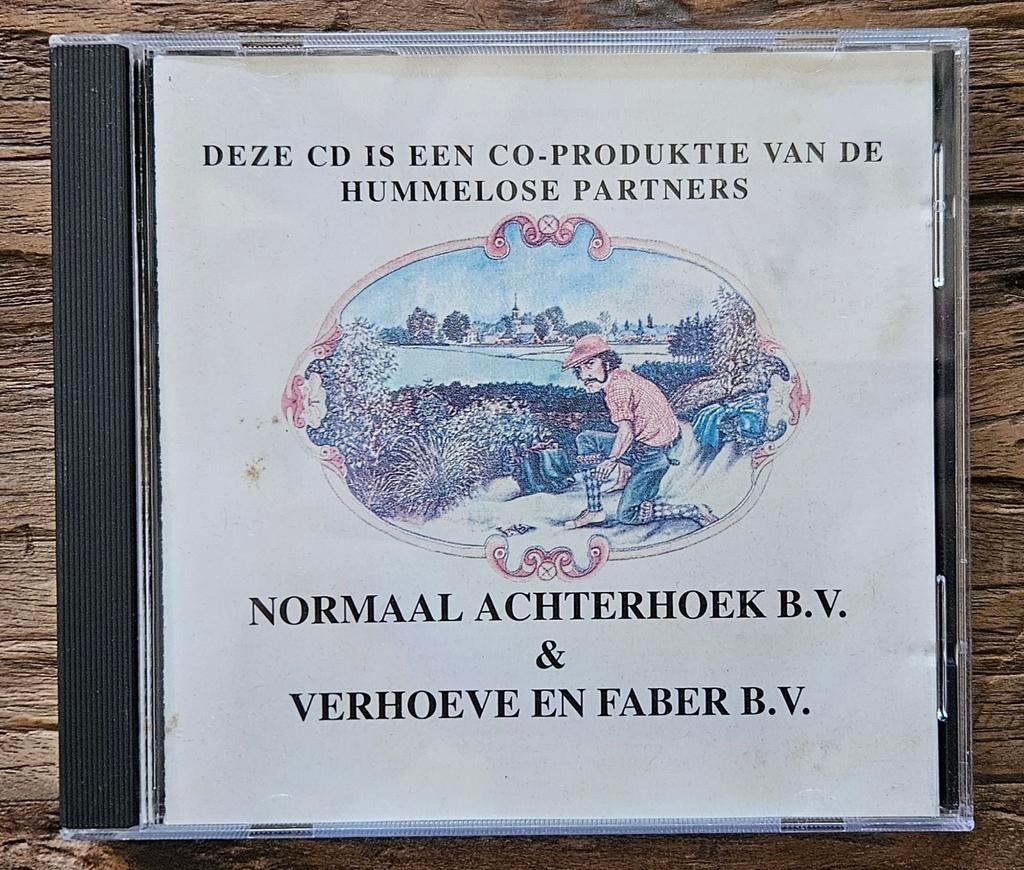 DEZE CD IS EEN CO-PRODUKTIE VAN DE
HUMMELOSE PARTNERS
NORMAAL ACHTERHOEK B.V.
&
VERHOEVE EN FABER B.V.